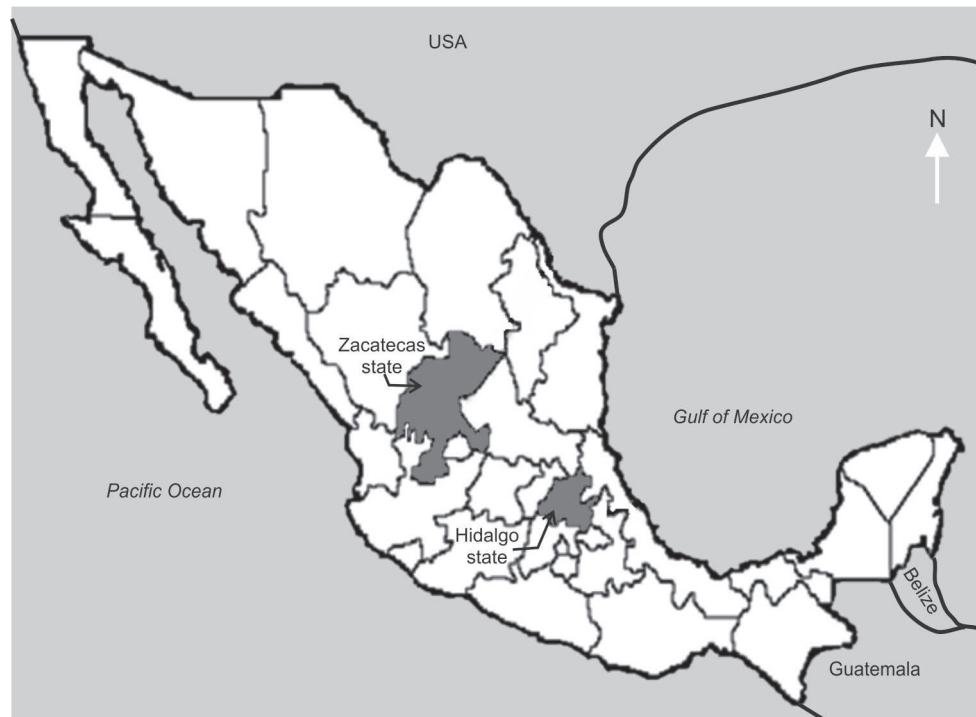 USA
N
Zacatecas
state
Gulf of Mexico
Pacific Ocean
Hidalgo
state
Belize
Guatemala